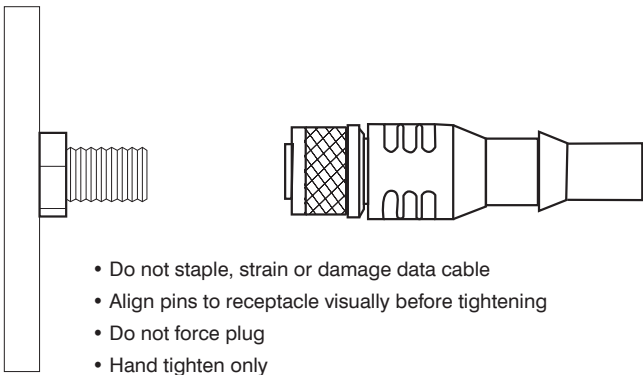 • Do not staple, strain or damage data cable
• Align pins to receptacle visually before tightening
• Do not force plug
• Hand tighten only